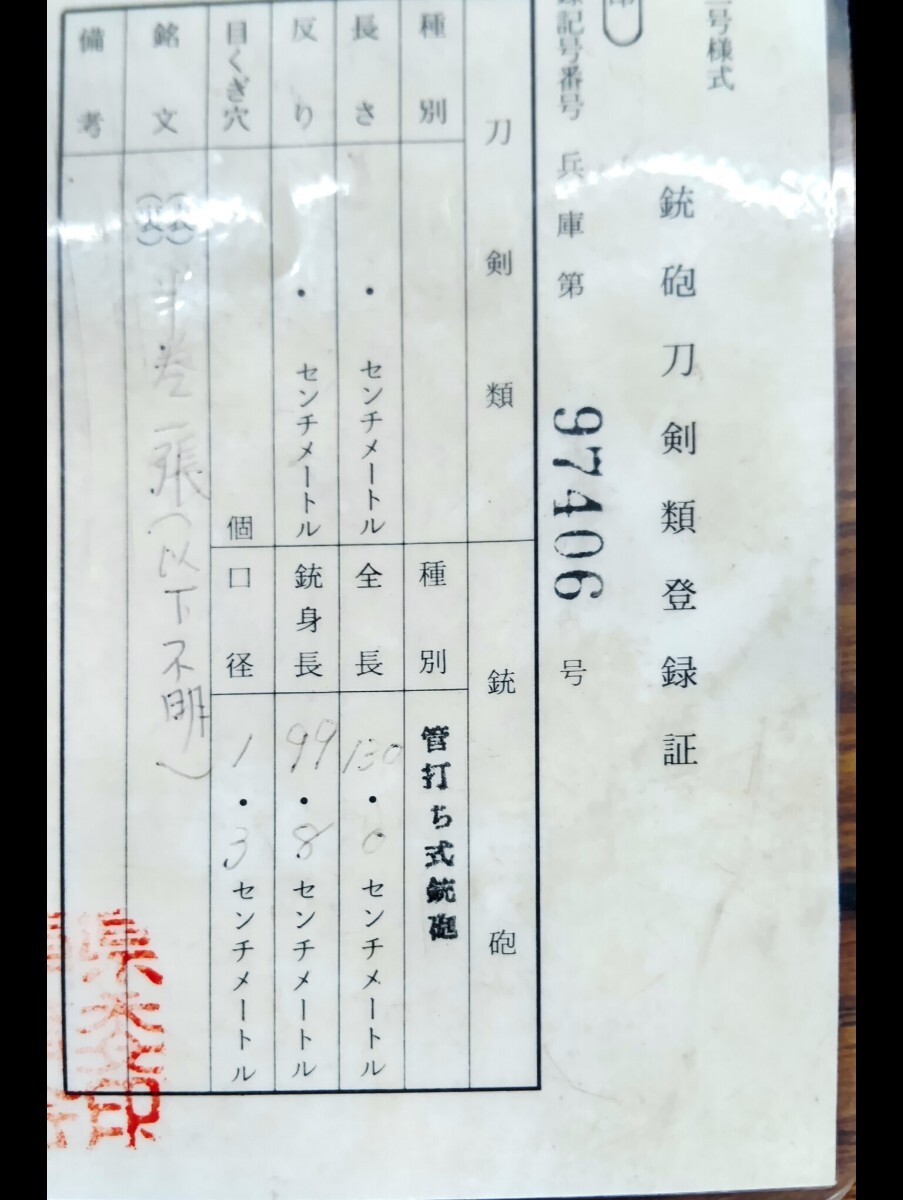 号様式
銃砲刀剣類登録証
記号番号 兵庫第 97406 号
刀剣類
銃砲
種別
種別
管打ち式銃砲
長さ
・ センチメートル
全長
130・0 センチメートル
反り
・ センチメートル
銃身長
99・8 センチメートル
目くぎ穴
個
口径
1・3 センチメートル
銘文
巻一張(以下不明)
備考